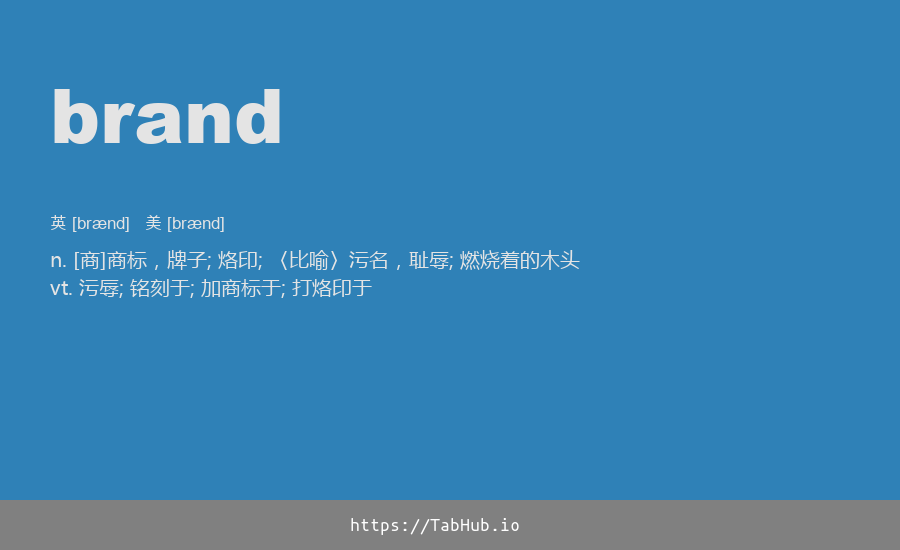 brand
英 [brænd] 美 [brænd]
n. [商]商标，牌子; 烙印; 〈比喻〉污名，耻辱; 燃烧着的木头
vt. 污辱; 铭刻于; 加商标于; 打烙印于
https://TabHub.io